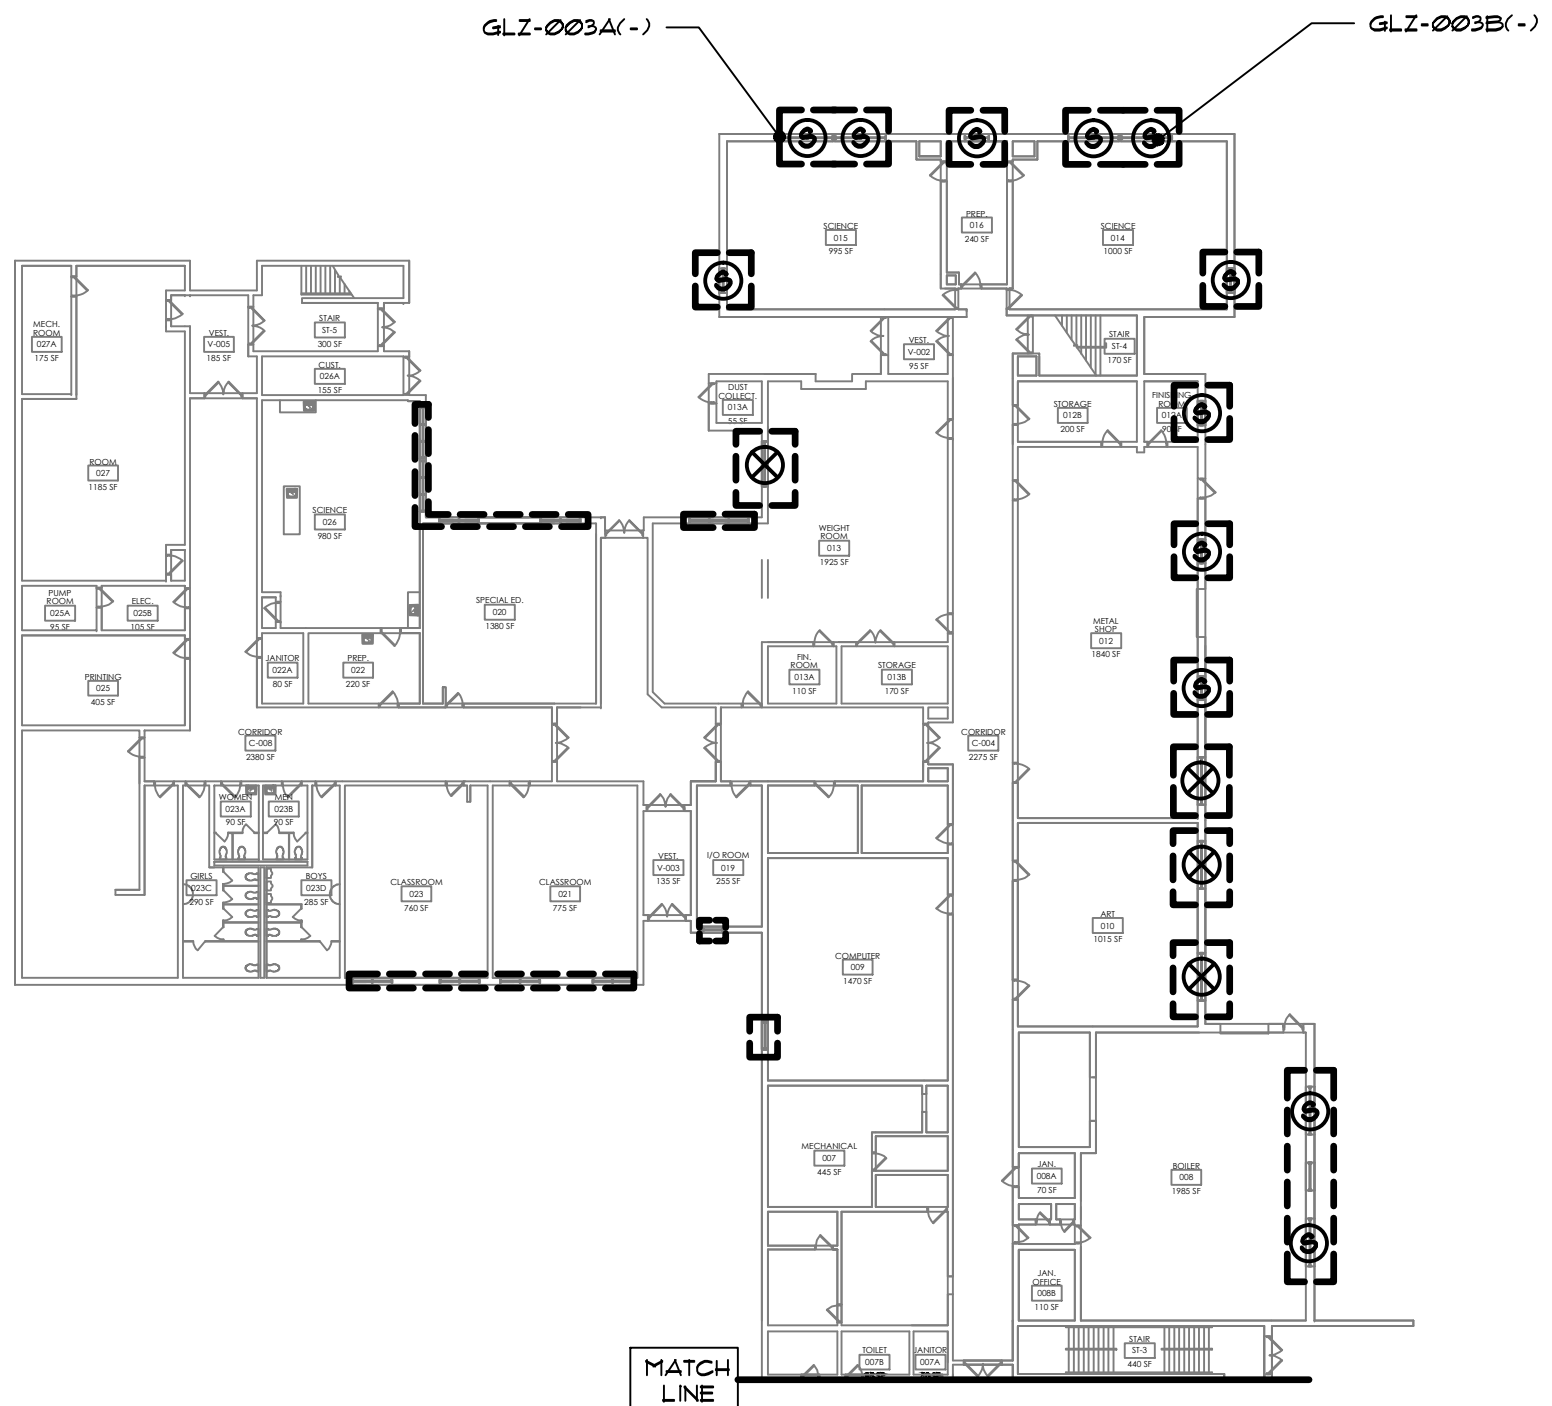 GLZ-003A(-)
GLZ-003B(-)
S
S
S
S
S
SCIENCE
015
995 SF
PREP.
016
240 SF
SCIENCE
014
1000 SF
S
S
MECH.
ROOM
027A
175 SF
VEST.
V-005
185 SF
STAIR
ST-5
300 SF
CUST.
026A
155 SF
VEST.
V-002
95 SF
STAIR
ST-4
170 SF
DUST
COLLECT.
013A
55 SF
STORAGE
012B
200 SF
FINISHING
ROOM
012A
90 SF
S
ROOM
027
1185 SF
SCIENCE
026
980 SF
WEIGHT
ROOM
013
1925 SF
S
PUMP
ROOM
025A
95 SF
ELEC.
025B
105 SF
SPECIAL ED.
020
1380 SF
METAL
SHOP
012
1840 SF
JANITOR
022A
80 SF
PREP.
022
220 SF
FIN.
ROOM
013A
110 SF
STORAGE
013B
170 SF
S
PRINTING
025
405 SF
CORRIDOR
C-008
2380 SF
CORRIDOR
C-004
2275 SF
WOMEN
023A
90 SF
MEN
023B
90 SF
GIRLS
023C
290 SF
BOYS
023D
285 SF
CLASSROOM
023
760 SF
CLASSROOM
021
775 SF
VEST.
V-003
135 SF
I/O ROOM
019
255 SF
ART
010
1015 SF
COMPUTER
009
1470 SF
S
MECHANICAL
007
445 SF
JAN.
008A
70 SF
BOILER
008
1985 SF
S
JAN.
OFFICE
008B
110 SF
TOILET
007B
JANITOR
007A
STAIR
ST-3
440 SF
MATCH
LINE